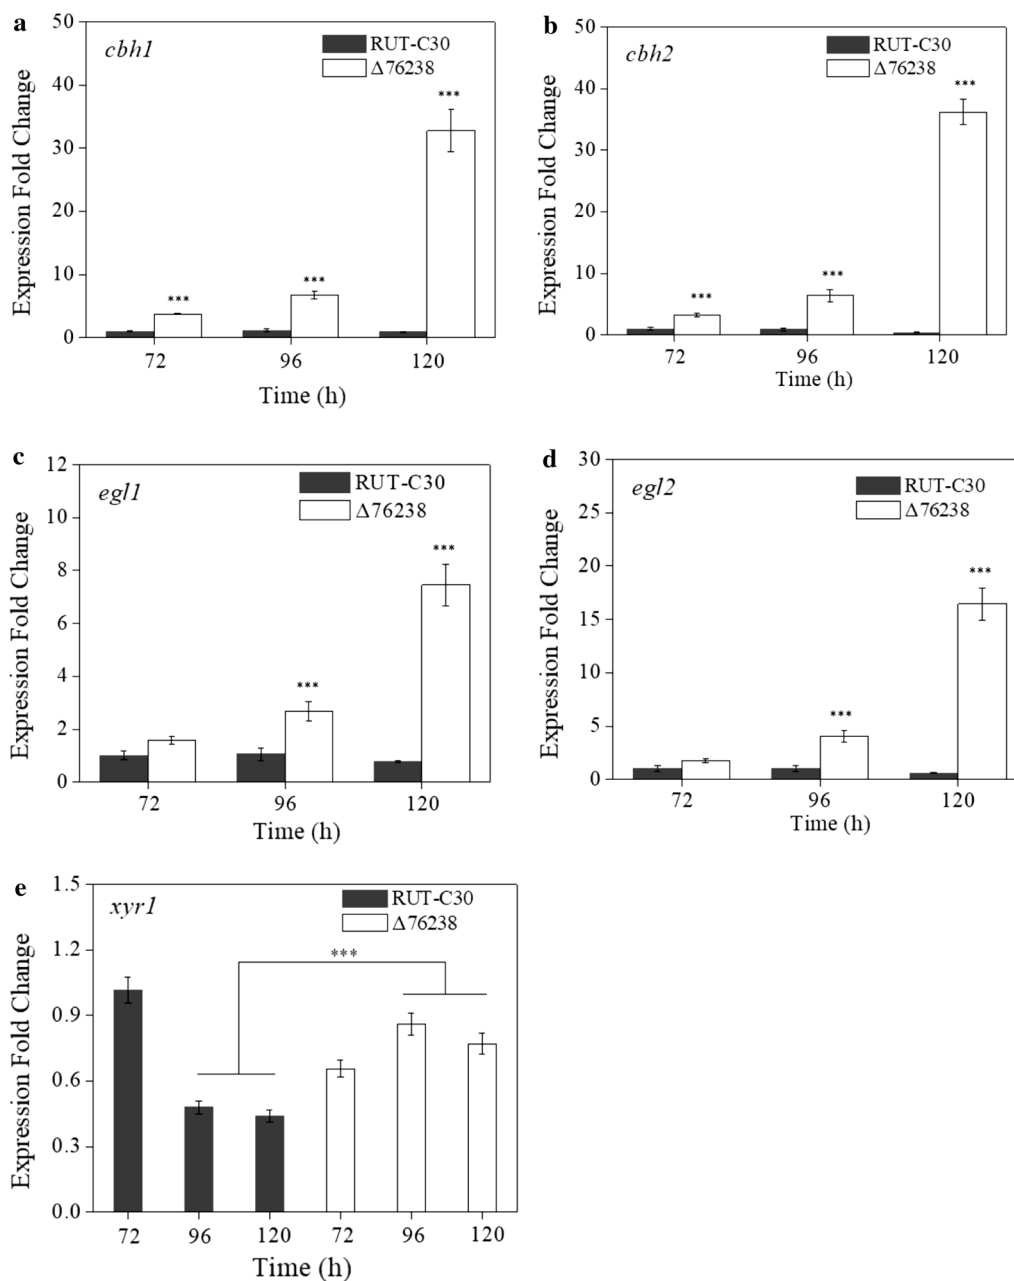 a
cbh1
RUT-C30
Δ76238
Expression Fold Change
50
40
30
20
10
0
***
***
***
72
96
120
Time (h)
b
cbh2
RUT-C30
Δ76238
Expression Fold Change
50
40
30
20
10
0
***
***
***
72
96
120
Time (h)
c
egl1
RUT-C30
Δ76238
Expression Fold Change
12
10
8
6
4
2
0
***
***
72
96
120
Time (h)
d
egl2
RUT-C30
Δ76238
Expression Fold Change
30
25
20
15
10
5
0
***
***
72
96
120
Time (h)
e
xyr1
RUT-C30
Δ76238
Expression Fold Change
1.5
1.2
0.9
0.6
0.3
0.0
***
72
96
120
72
96
120
Time (h)